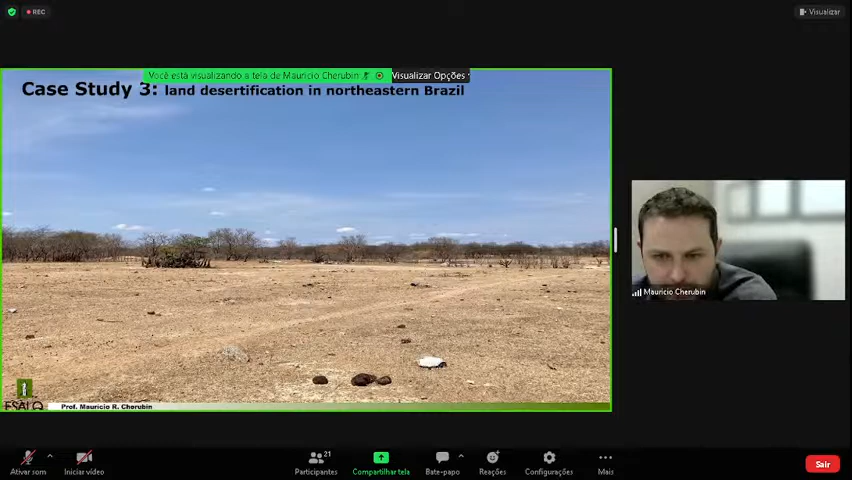 REC
Visualizar
Você está visualizando a tela de Mauricio Cherubin
Visualizar Opções
Case Study 3: land desertification in northeastern Brazil
Mauricio Cherubin
ESALQ
Prof. Mauricio R. Cherubin
21
Ativar som
Iniciar vídeo
Participantes
Compartilhar tela
Bate-papo
Reações
Configurações
Mais
Sair